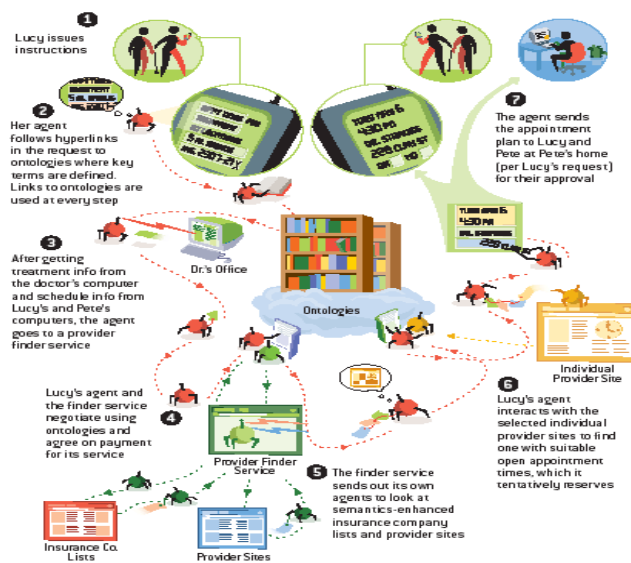 1
Lucy issues
instructions
2
Her agent
follows hyperlinks
in the request to
ontologies where key
terms are defined.
Links to ontologies are
used at every step
3
After getting
treatment info from
the doctor's computer
and schedule info from
Lucy's and Pete's
computers, the agent
goes to a provider
finder service
Dr.'s Office
Ontologies
TUES MAR 6
4:30 PM
7
The agent sends
the appointment
plan to Lucy and
Pete at Pete's home
(per Lucy's request)
for their approval
Individual
Provider Site
6
Lucy's agent
interacts with the
selected individual
provider sites to find
one with suitable
open appointment
times, which it
tentatively reserves
Lucy's agent and
the finder service
negotiate using
ontologies and
agree on payment
for its service
4
Provider Finder
Service
5
The finder service
sends out its own
agents to look at
semantics-enhanced
insurance company
lists and provider sites
Insurance Co.
Lists
Provider Sites